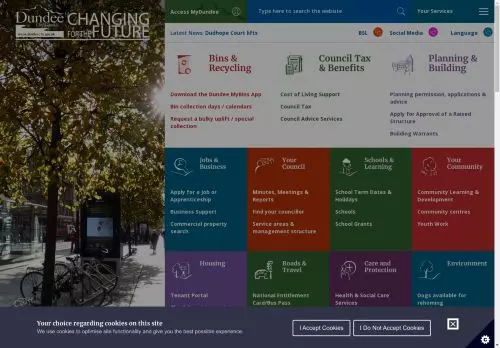 Dundee
CHANGING
FOR THE FUTURE
www.dundee.gov.uk
Access MyDundee
Type here to search the website
Your Services
Latest News Dudhope Court lifts
BSL
Social Media
Language
Bins &
Recycling
Download the Dundee MyBins App
Bin collection days / calendars
Request a bulky uplift / special
collection
Council Tax
& Benefits
Cost of Living Support
Council Tax
Council Advice Services
Planning &
Building
Planning permission, applications &
advice
Apply for Approval of a Raised
Structure
Building Warrants
Jobs &
Business
Apply for a Job or
Apprenticeship
Business Support
Commercial property
search
Your
Council
Minutes, Meetings &
Reports
Find your councillor
Service areas &
management structure
Schools &
Learning
School Term Dates &
Holidays
Schools
School Grants
Your
Community
Community Learning &
Development
Community centres
Youth Work
Housing
Tenant Portal
Roads &
Travel
National Entitlement
Card/Bus Pass
Care and
Protection
Health & Social Care
Services
Environment
Dogs available for
rehoming
Your choice regarding cookies on this site
We use cookies to optimise site functionality and give you the best possible experience.
I Accept Cookies
I Do Not Accept Cookies